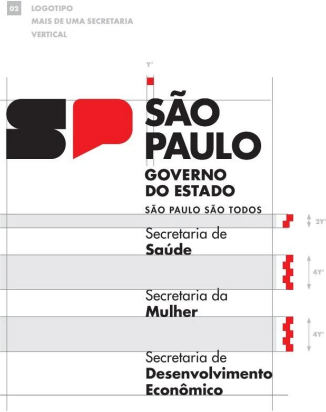 02 LOGOTIPO
MAIS DE UMA SECRETARIA
VERTICAL
Y"
SÃO
PAULO
GOVERNO
DO ESTADO
SÃO PAULO SÃO TODOS
2Y"
Secretaria de
Saúde
4Y"
Secretaria da
Mulher
4Y"
Secretaria de
Desenvolvimento
Econômico